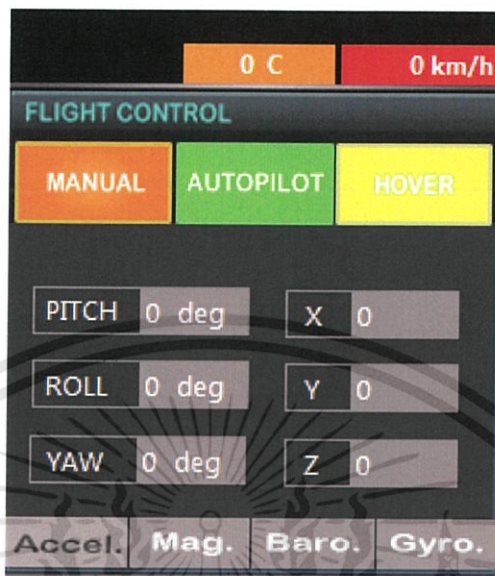 0 C 0 km/h
FLIGHT CONTROL
MANUAL AUTOPILOT HOVER
PITCH 0 deg X 0
ROLL 0 deg Y 0
YAW 0 deg Z 0
Accel. Mag. Baro. Gyro.